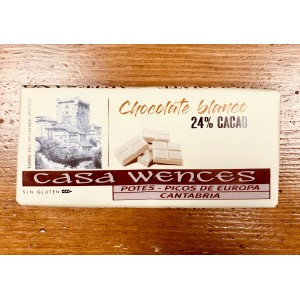 Chocolate blanco
24% CACAO
CASA WENCES
SIN GLUTEN
POTES - PICOS DE EUROPA
CANTABRIA